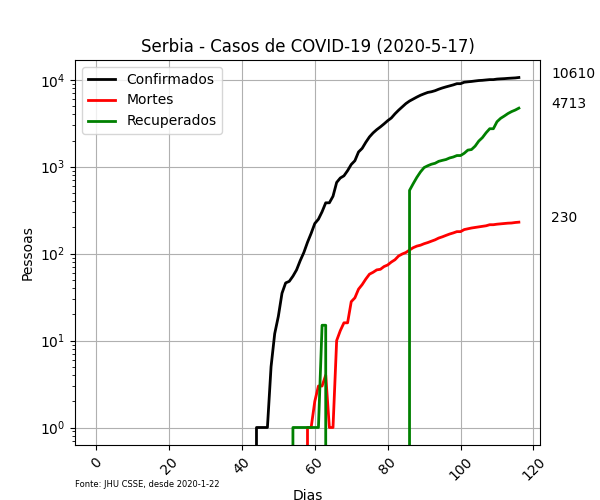 Serbia - Casos de COVID-19 (2020-5-17)
Confirmados
Mortes
Recuperados
10610
4713
230
10⁴
10³
10²
10¹
10⁰
Pessoas
0 20 40 60 80 100 120
Dias
Fonte: JHU CSSE, desde 2020-1-22